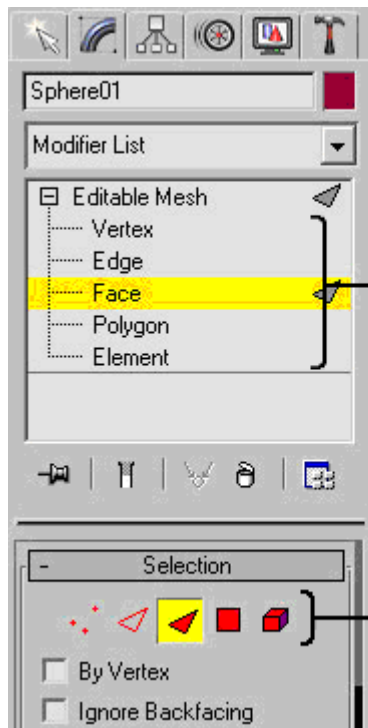 Sphere01
Modifier List
Editable Mesh
Vertex
Edge
Face
Polygon
Element
Selection
By Vertex
Ignore Backfacing